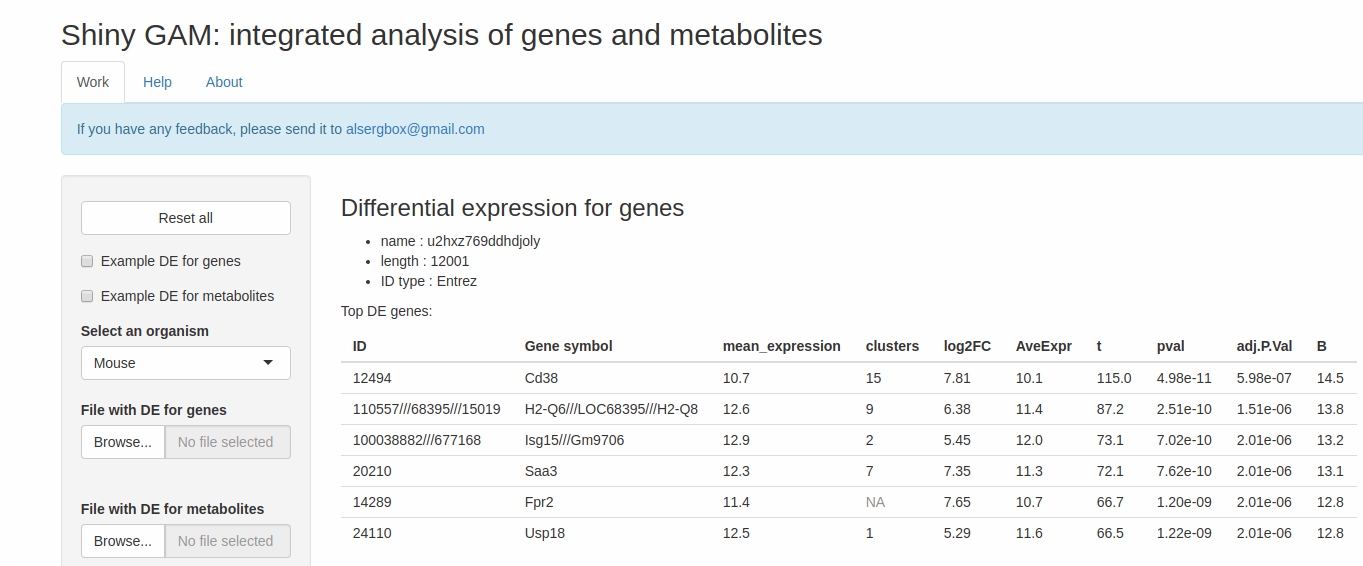 Shiny GAM: integrated analysis of genes and metabolites
Work Help About
If you have any feedback, please send it to alsergbox@gmail.com
Reset all
Example DE for genes
Example DE for metabolites
Select an organism
Mouse
File with DE for genes
Browse... No file selected
File with DE for metabolites
Browse... No file selected
Differential expression for genes
• name : u2hxz769ddhdjoly
• length : 12001
• ID type : Entrez
Top DE genes:
ID Gene symbol mean_expression clusters log2FC AveExpr t pval adj.P.Val B
12494 Cd38 10.7 15 7.81 10.1 115.0 4.98e-11 5.98e-07 14.5
110557///68395///15019 H2-Q6///LOC68395///H2-Q8 12.6 9 6.38 11.4 87.2 2.51e-10 1.51e-06 13.8
100038882///677168 Isg15///Gm9706 12.9 2 5.45 12.0 73.1 7.02e-10 2.01e-06 13.2
20210 Saa3 12.3 7 7.35 11.3 72.1 7.62e-10 2.01e-06 13.1
14289 Fpr2 11.4 NA 7.65 10.7 66.7 1.20e-09 2.01e-06 12.8
24110 Usp18 12.5 1 5.29 11.6 66.5 1.22e-09 2.01e-06 12.8